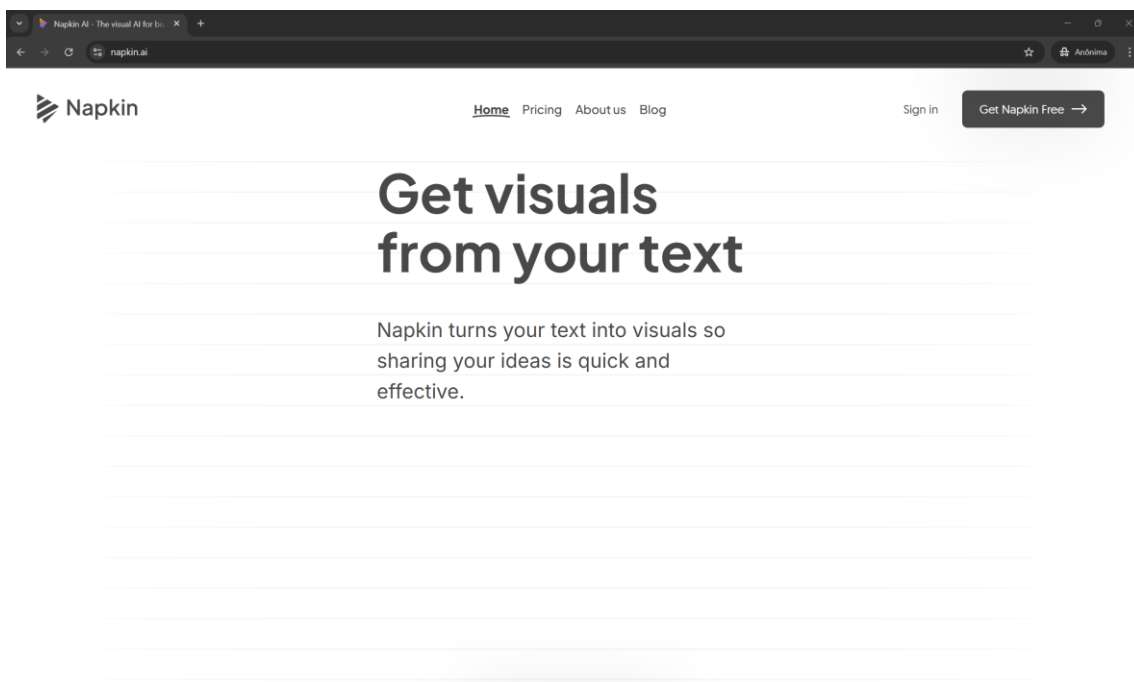 Napkin AI - The visual AI for bu
napkin.ai
Anónima
Napkin
Home Pricing About us Blog
Sign in
Get Napkin Free →
Get visuals
from your text
Napkin turns your text into visuals so
sharing your ideas is quick and
effective.